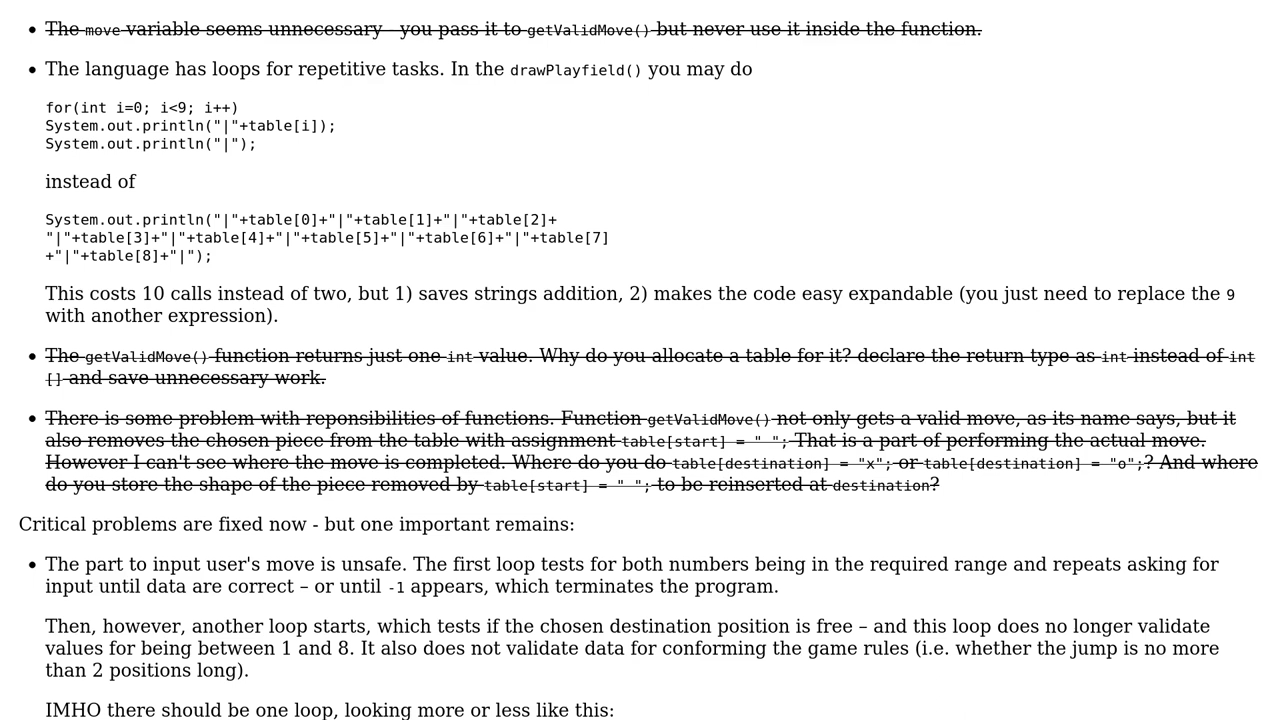 The move variable seems unnecessary - you pass it to getValidMove() but never use it inside the function.
The language has loops for repetitive tasks. In the drawPlayfield() you may do
for(int i=0; i<9; i++)
System.out.println("|"+table[i]);
System.out.println("|");
instead of
System.out.println("|"+table[0]+"|"+table[1]+"|"+table[2]+
"|"+table[3]+"|"+table[4]+"|"+table[5]+"|"+table[6]+"|"+table[7]
+"|"+table[8]+"|");
This costs 10 calls instead of two, but 1) saves strings addition, 2) makes the code easy expandable (you just need to replace the 9
with another expression).
The getValidMove() function returns just one int value. Why do you allocate a table for it? declare the return type as int instead of int
[] and save unnecessary work.
There is some problem with reponsibilities of functions. Function getValidMove() not only gets a valid move, as its name says, but it
also removes the chosen piece from the table with assignment table[start] = " "; That is a part of performing the actual move.
However I can't see where the move is completed. Where do you do table[destination] = "x"; or table[destination] = "o";? And where
do you store the shape of the piece removed by table[start] = " "; to be reinserted at destination?
Critical problems are fixed now - but one important remains:
The part to input user's move is unsafe. The first loop tests for both numbers being in the required range and repeats asking for
input until data are correct – or until -1 appears, which terminates the program.
Then, however, another loop starts, which tests if the chosen destination position is free – and this loop does no longer validate
values for being between 1 and 8. It also does not validate data for conforming the game rules (i.e. whether the jump is no more
than 2 positions long).
IMHO there should be one loop, looking more or less like this: